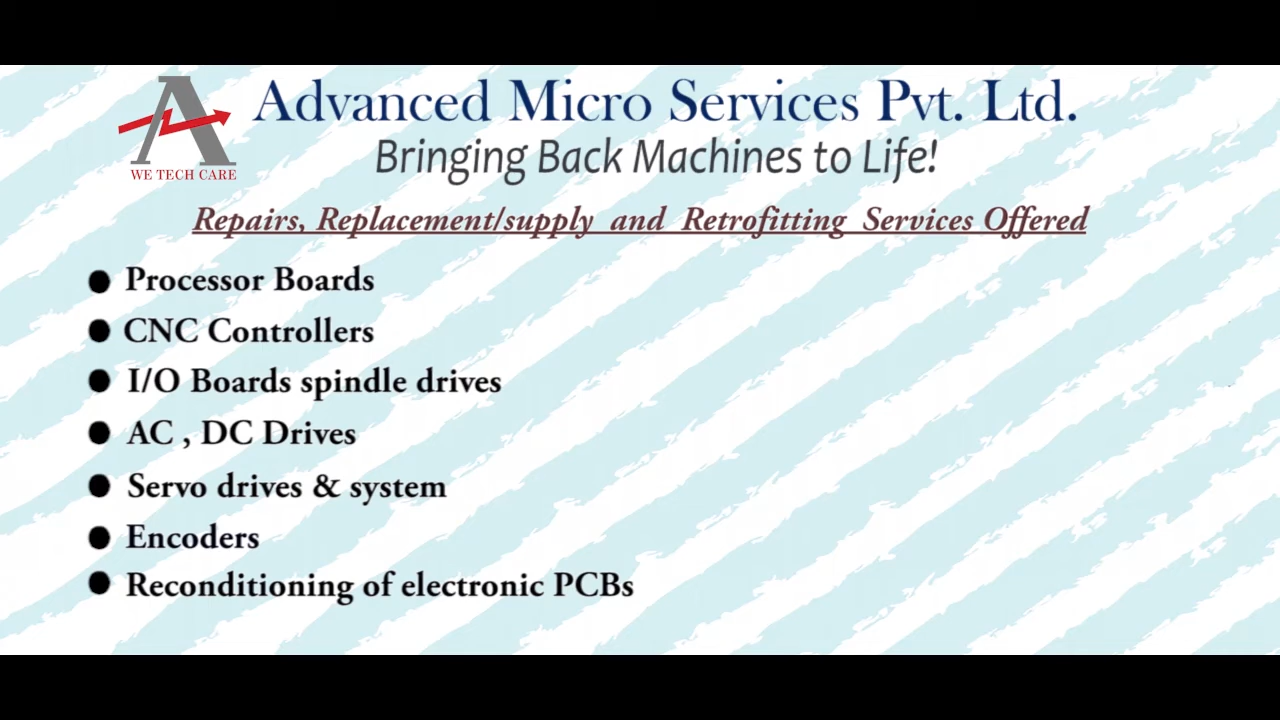 Advanced Micro Services Pvt. Ltd.
WE TECH CARE
Bringing Back Machines to Life!
Repairs, Replacement/supply and Retrofitting Services Offered
Processor Boards
CNC Controllers
I/O Boards spindle drives
AC , DC Drives
Servo drives & system
Encoders
Reconditioning of electronic PCBs